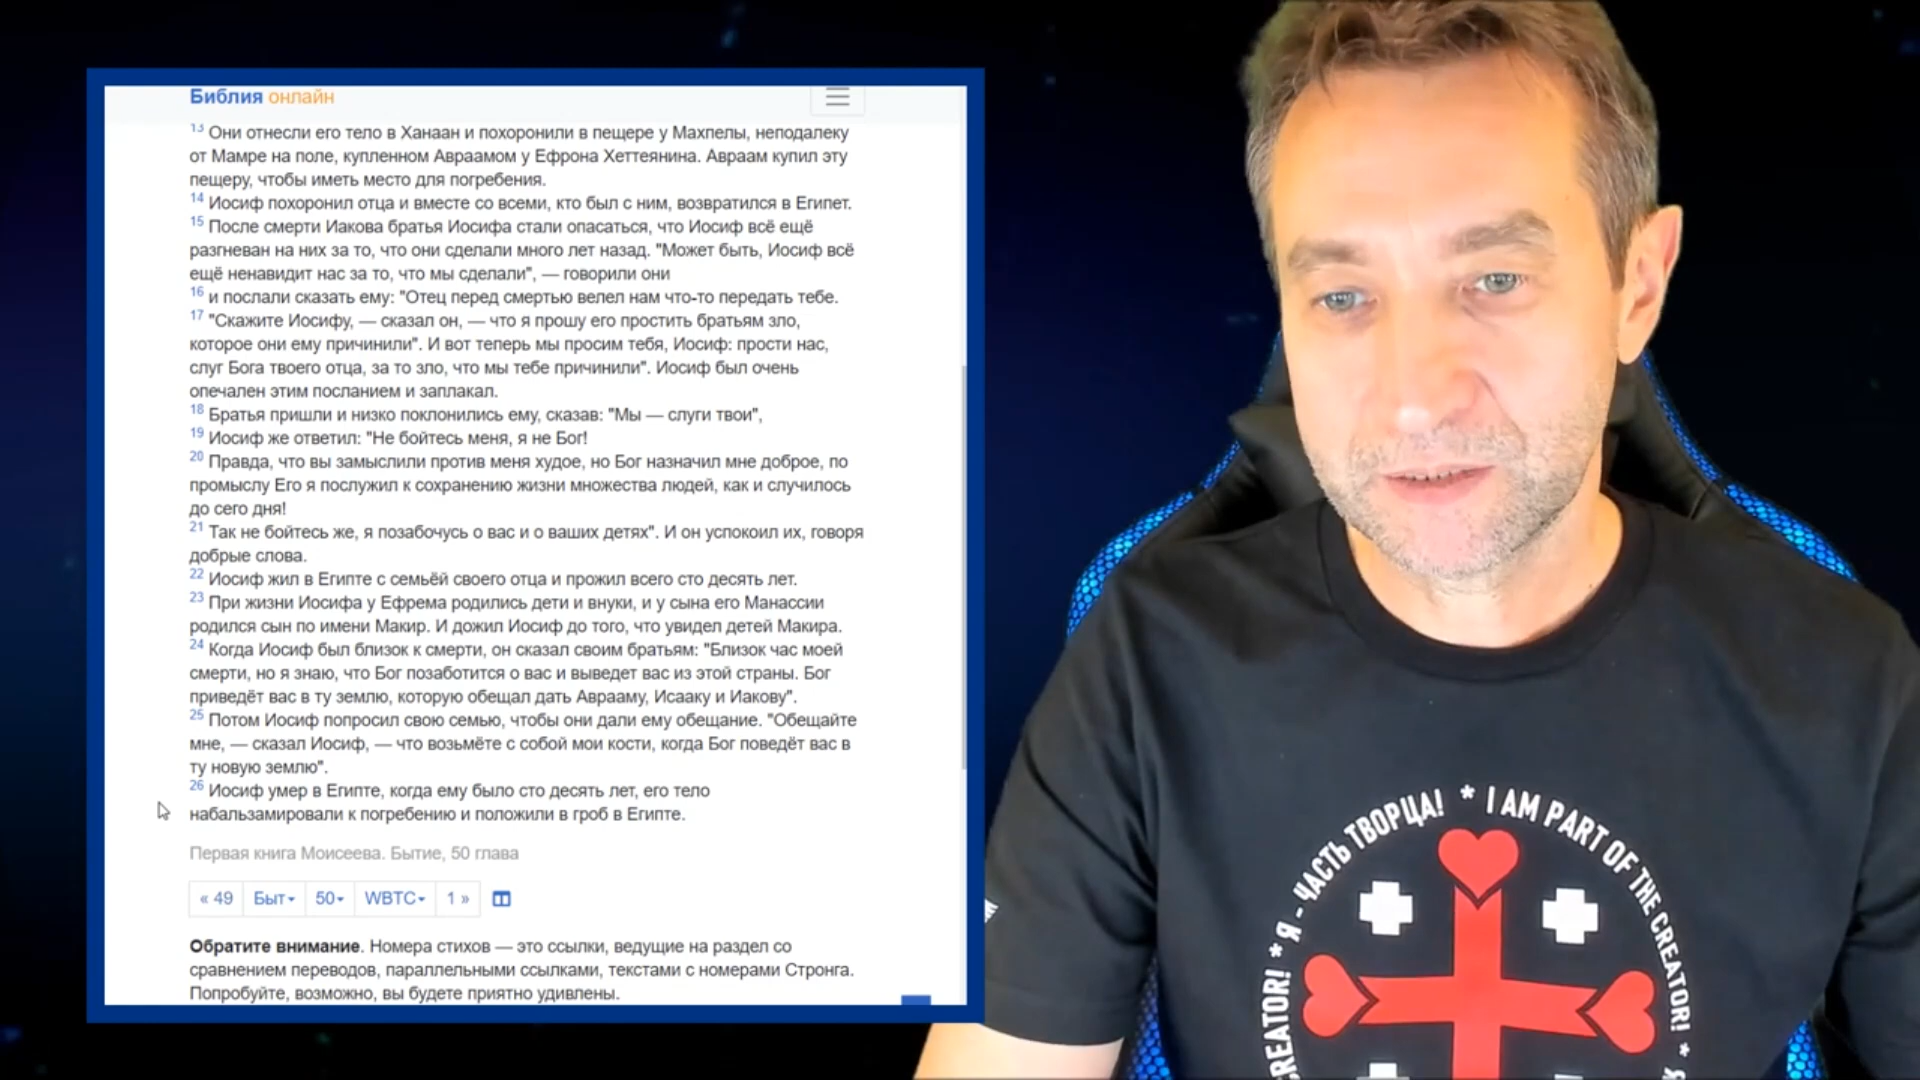 Библия онлайн
13 Они отнесли его тело в Ханаан и похоронили в пещере у Махпелы, неподалеку
от Мамре на поле, купленном Авраамом у Ефрона Хеттеянина. Авраам купил эту
пещеру, чтобы иметь место для погребения.
14 Иосиф похоронил отца и вместе со всеми, кто был с ним, возвратился в Египет.
15 После смерти Иакова братья Иосифа стали опасаться, что Иосиф всё ещё
разгневан на них за то, что они сделали много лет назад. "Может быть, Иосиф всё
ещё ненавидит нас за то, что мы сделали", — говорили они
16 и послали сказать ему: "Отец перед смертью велел нам что-то передать тебе.
17 "Скажите Иосифу, — сказал он, — что я прошу его простить братьям зло,
которое они ему причинили". И вот теперь мы просим тебя, Иосиф: прости нас,
слуг Бога твоего отца, за то зло, что мы тебе причинили". Иосиф был очень
опечален этим посланием и заплакал.
18 Братья пришли и низко поклонились ему, сказав: "Мы — слуги твои",
19 Иосиф же ответил: "Не бойтесь меня, я не Бог!
20 Правда, что вы замыслили против меня худое, но Бог назначил мне доброе, по
промыслу Его я послужил к сохранению жизни множества людей, как и случилось
до сего дня!
21 Так не бойтесь же, я позабочусь о вас и о ваших детях". И он успокоил их, говоря
добрые слова.
22 Иосиф жил в Египте с семьёй своего отца и прожил всего сто десять лет.
23 При жизни Иосифа у Ефрема родились дети и внуки, и у сына его Манассии
родился сын по имени Макир. И дожил Иосиф до того, что увидел детей Макира.
24 Когда Иосиф был близок к смерти, он сказал своим братьям: "Близок час моей
смерти, но я знаю, что Бог позаботится о вас и выведет вас из этой страны. Бог
приведёт вас в ту землю, которую обещал дать Аврааму, Исааку и Иакову".
25 Потом Иосиф попросил свою семью, чтобы они дали ему обещание. "Обещайте
мне, — сказал Иосиф, — что возьмёте с собой мои кости, когда Бог поведёт вас в
ту новую землю".
26 Иосиф умер в Египте, когда ему было сто десять лет, его тело
набальзамировали к погребению и положили в гроб в Египте.
Первая книга Моисеева. Бытие, 50 глава
« 49 Быт 50 WBTC 1 »
Обратите внимание. Номера стихов — это ссылки, ведущие на раздел со
сравнением переводов, параллельными ссылками, текстами с номерами Стронга.
Попробуйте, возможно, вы будете приятно удивлены.
CREATOR! * Я - ЧАСТЬ ТВОРЦА! * I AM PART OF THE CREATOR! * Я